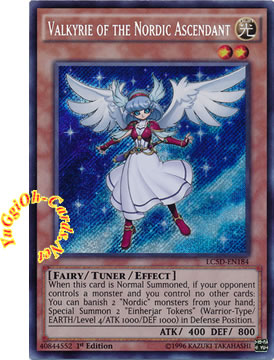 VALKYRIE OF THE NORDIC ASCENDANT
光
LC5D-EN184
[FAIRY/ TUNER / EFFECT]
When this card is Normal Summoned, if your opponent
controls a monster and you control no other cards:
You can banish 2 "Nordic" monsters from your hand;
Special Summon 2 "Einherjar Tokens" (Warrior-Type/
EARTH/Level 4/ATK 1000/DEF 1000) in Defense Position.
ATK/ 400 DEF/ 800
40844552 1st Edition ©1996 KAZUKI TAKAHASHI
YuGgiOh-Cards.Net